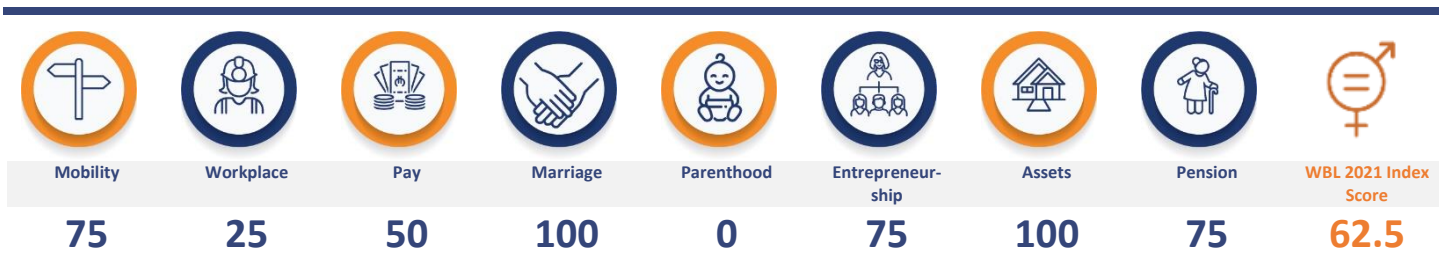 Mobility Workplace Pay Marriage Parenthood Entrepreneur- Assets Pension WBL 2021 Index
ship Score
75 25 50 100 0 75 100 75 62.5